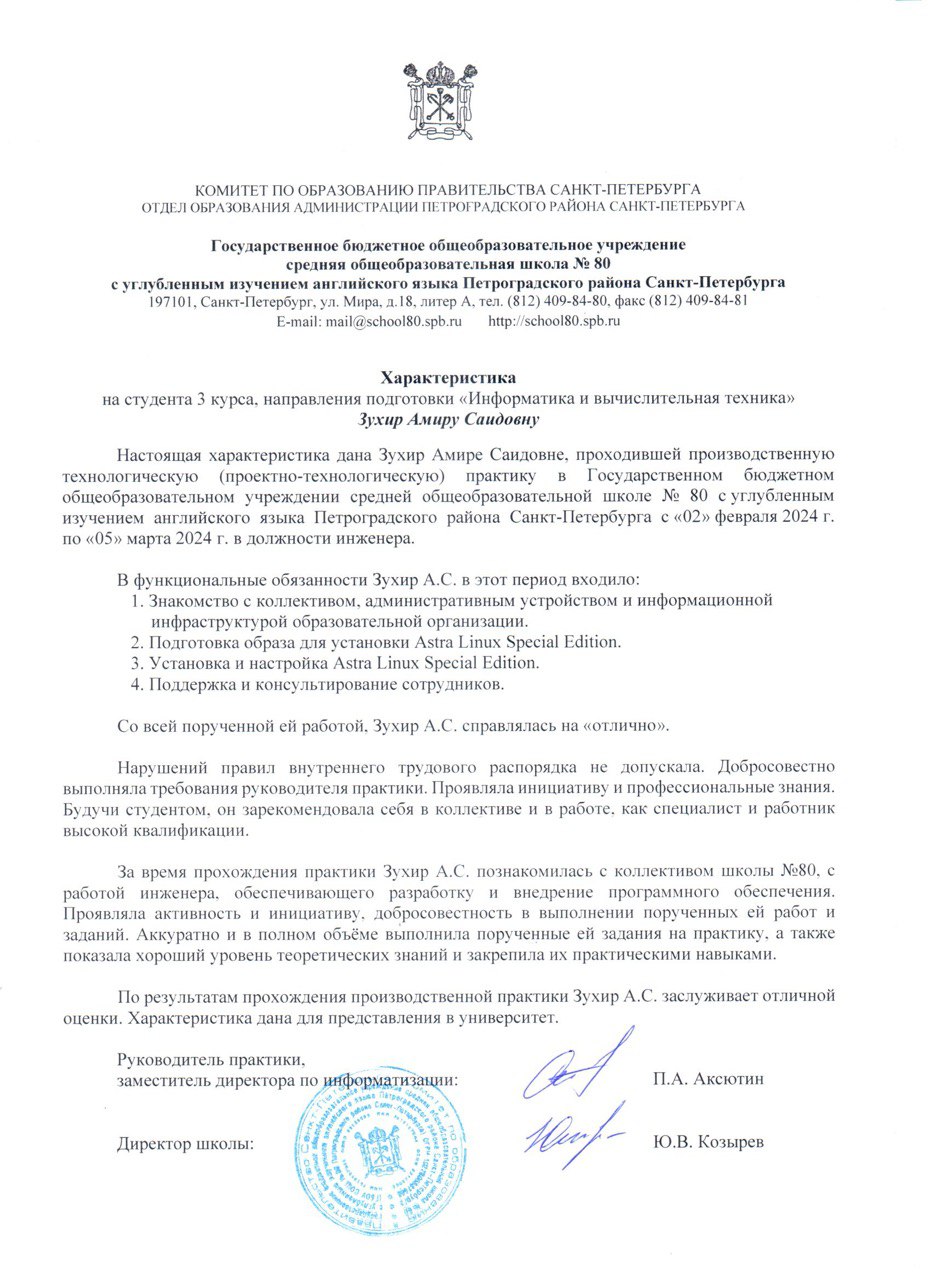 КОМИТЕТ ПО ОБРАЗОВАНИЮ ПРАВИТЕЛЬСТВА САНКТ-ПЕТЕРБУРГА
ОТДЕЛ ОБРАЗОВАНИЯ АДМИНИСТРАЦИИ ПЕТРОГРАДСКОГО РАЙОНА САНКТ-ПЕТЕРБУРГА
Государственное бюджетное общеобразовательное учреждение
средняя общеобразовательная школа № 80
с углубленным изучением английского языка Петроградского района Санкт-Петербурга
197101, Санкт-Петербург, ул. Мира, д.18, литер А, тел. (812) 409-84-80, факс (812) 409-84-81
E-mail: mail@school80.spb.ru http://school80.spb.ru
Характеристика
на студента 3 курса, направления подготовки «Информатика и вычислительная техника»
Зухир Амиру Саидовну
Настоящая характеристика дана Зухир Амире Саидовне, проходившей производственную
технологическую (проектно-технологическую) практику в Государственном бюджетном
общеобразовательном учреждении средней общеобразовательной школе № 80 с углубленным
изучением английского языка Петроградского района Санкт-Петербурга с «02» февраля 2024 г.
по «05» марта 2024 г. в должности инженера.
В функциональные обязанности Зухир А.С. в этот период входило:
1. Знакомство с коллективом, административным устройством и информационной
инфраструктурой образовательной организации.
2. Подготовка образа для установки Astra Linux Special Edition.
3. Установка и настройка Astra Linux Special Edition.
4. Поддержка и консультирование сотрудников.
Со всей порученной ей работой, Зухир А.С. справлялась на «отлично».
Нарушений правил внутреннего трудового распорядка не допускала. Добросовестно
выполняла требования руководителя практики. Проявляла инициативу и профессиональные знания.
Будучи студентом, он зарекомендовала себя в коллективе и в работе, как специалист и работник
высокой квалификации.
За время прохождения практики Зухир А.С. познакомилась с коллективом школы №80, с
работой инженера, обеспечивающего разработку и внедрение программного обеспечения.
Проявляла активность и инициативу, добросовестность в выполнении порученных ей работ и
заданий. Аккуратно и в полном объёме выполнила порученные ей задания на практику, а также
показала хороший уровень теоретических знаний и закрепила их практическими навыками.
По результатам прохождения производственной практики Зухир А.С. заслуживает отличной
оценки. Характеристика дана для представления в университет.
Руководитель практики,
заместитель директора по информатизации:
П.А. Аксютин
Директор школы:
Ю.В. Козырев